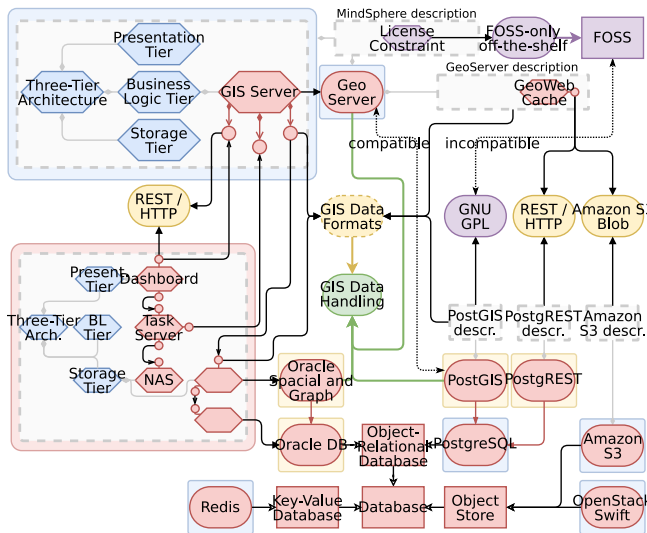 MindSphere description
Presentation
Tier
License
Constraint
FOSS-only
off-the-shelf
FOSS
GeoServer description
Three-Tier
Architecture
Business
Logic Tier
GIS Server
Geo
Server
GeoWeb
Cache
Storage
Tier
compatible
incompatible
REST /
HTTP
GIS Data
Formats
GNU
GPL
REST /
HTTP
Amazon S3
Blob
Present.
Tier
Dashboard
GIS Data
Handling
Three-Tier
Arch.
BL
Tier
Task
Server
PostGIS
descr.
PostgREST
descr.
Amazon
S3 descr.
Storage
Tier
NAS
Oracle
Spacial and
Graph
PostGIS
PostgREST
Oracle DB
Object-
Relational
Database
PostgreSQL
Amazon
S3
Redis
Key-Value
Database
Database
Object
Store
OpenStack
Swift